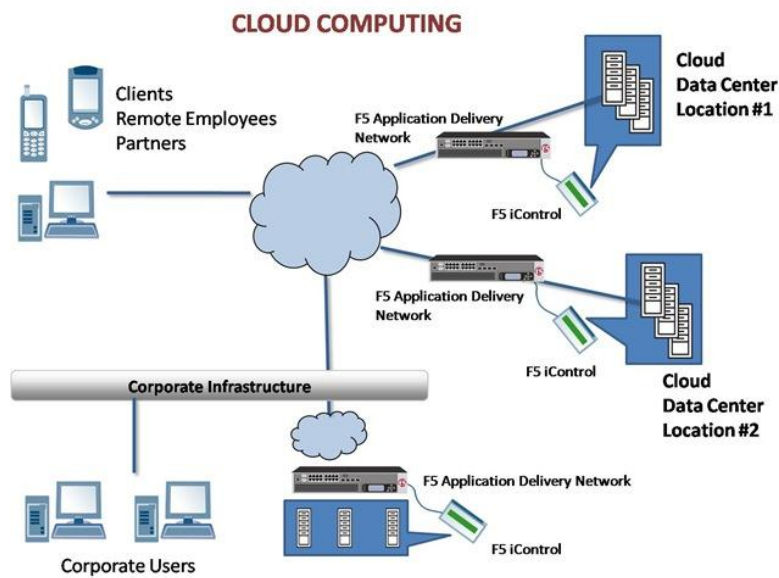 CLOUD COMPUTING
Clients
Remote Employees
Partners
F5 Application Delivery
Network
F5 iControl
Cloud
Data Center
Location #1
F5 Application Delivery
Network
F5 iControl
Cloud
Data Center
Location #2
Corporate Infrastructure
F5 Application Delivery Network
F5 iControl
Corporate Users